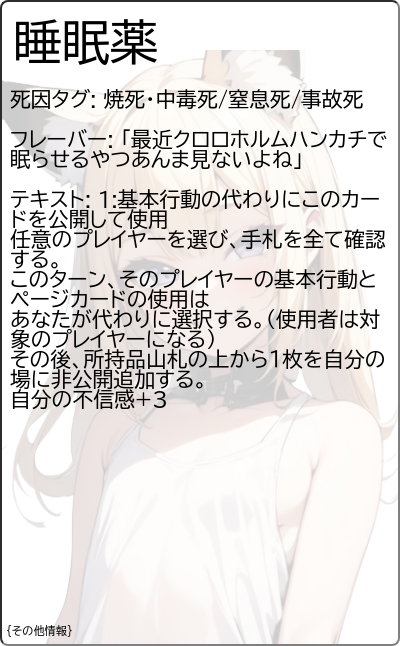 睡眠薬
死因タグ: 焼死・中毒死/窒息死/事故死
フレーバー: 「最近クロロホルムハンカチで
眠らせるやつあんま見ないよね」
テキスト: 1:基本行動の代わりにこのカー
ドを公開して使用
任意のプレイヤーを選び、手札を全て確認
する。
このターン、そのプレイヤーの基本行動と
ページカードの使用は
あなたが代わりに選択する。(使用者は対
象のプレイヤーになる)
その後、所持品山札の上から1枚を自分の
場に非公開追加する。
自分の不信感+3
{その他情報}